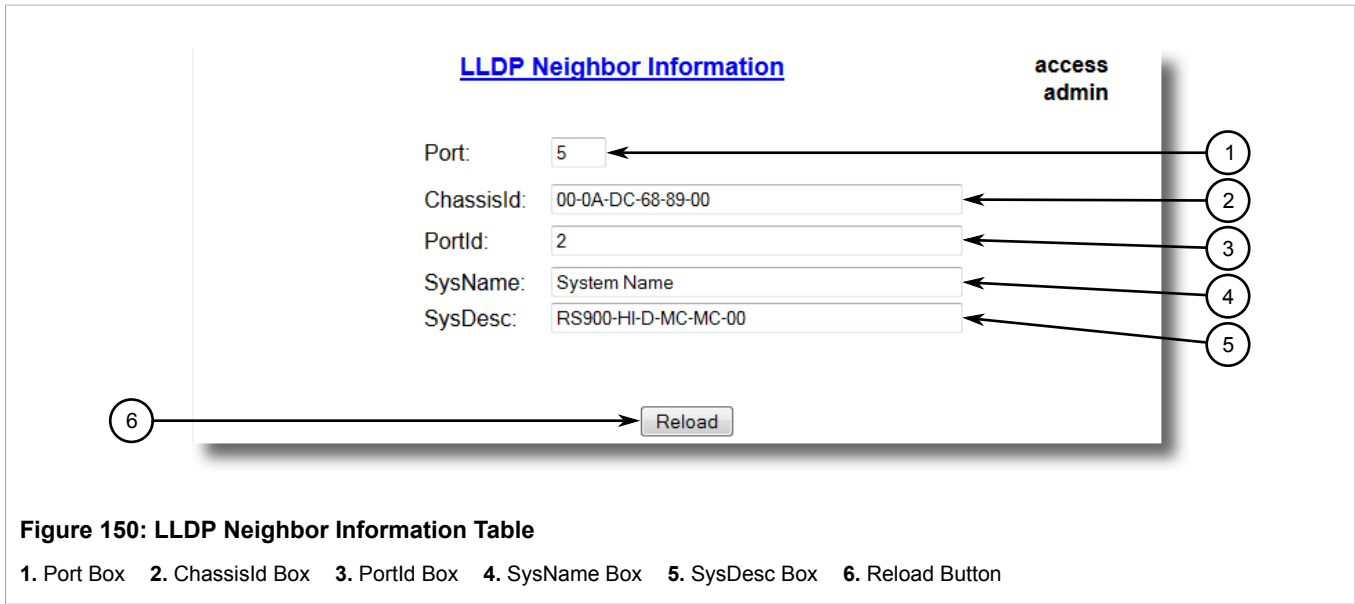 LLDP Neighbor Information
access
admin
Port: 5
1
ChassisId: 00-0A-DC-68-89-00
2
PortId: 2
3
SysName: System Name
4
SysDesc: RS900-HI-D-MC-MC-00
5
6
Reload
Figure 150: LLDP Neighbor Information Table
1. Port Box 2. ChassisId Box 3. PortId Box 4. SysName Box 5. SysDesc Box 6. Reload Button